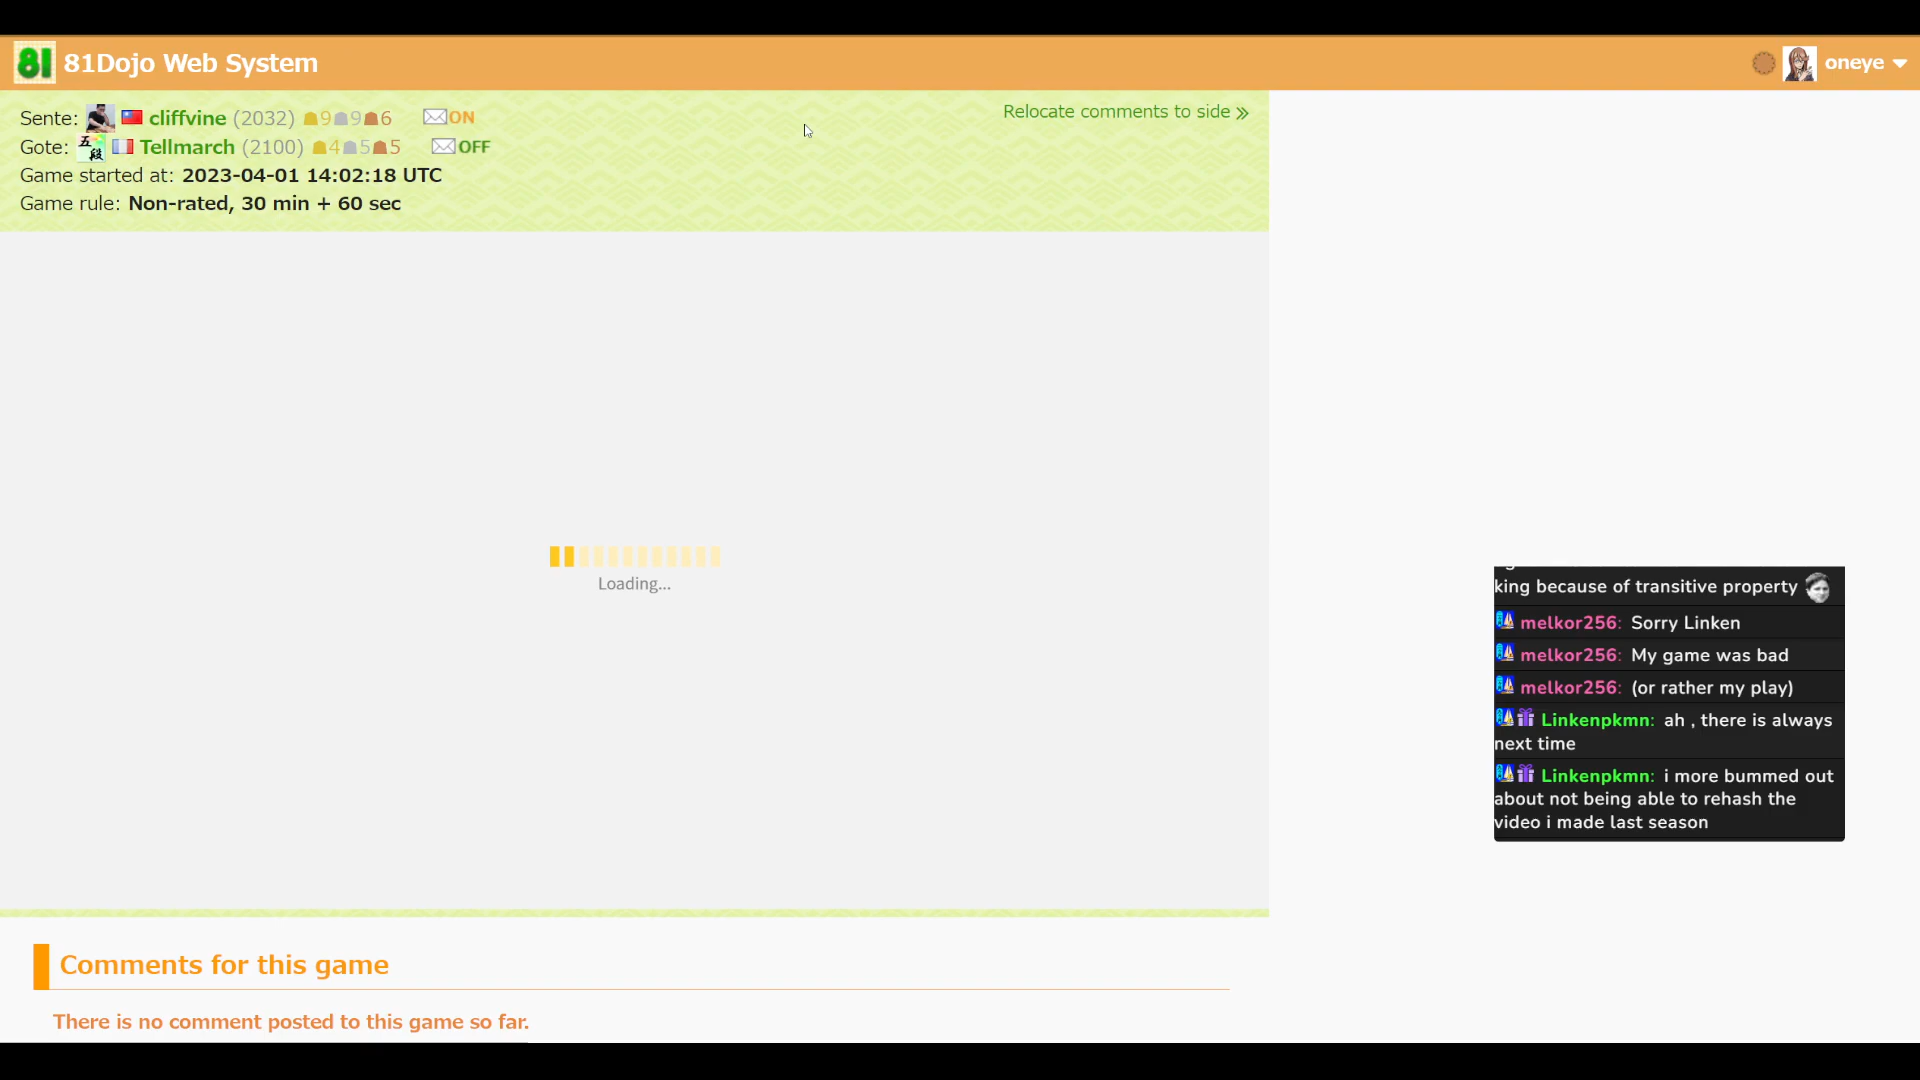 81 81Dojo Web System
oneye
Sente: cliffvine (2032) 9 9 6 ON
Relocate comments to side »
Gote: 五段 Tellmarch (2100) 4 5 5 OFF
Game started at: 2023-04-01 14:02:18 UTC
Game rule: Non-rated, 30 min + 60 sec
Loading...
king because of transitive property
melkor256: Sorry Linken
melkor256: My game was bad
melkor256: (or rather my play)
Linkenpkmn: ah , there is always
next time
Linkenpkmn: i more bummed out
about not being able to rehash the
video i made last season
Comments for this game
There is no comment posted to this game so far.